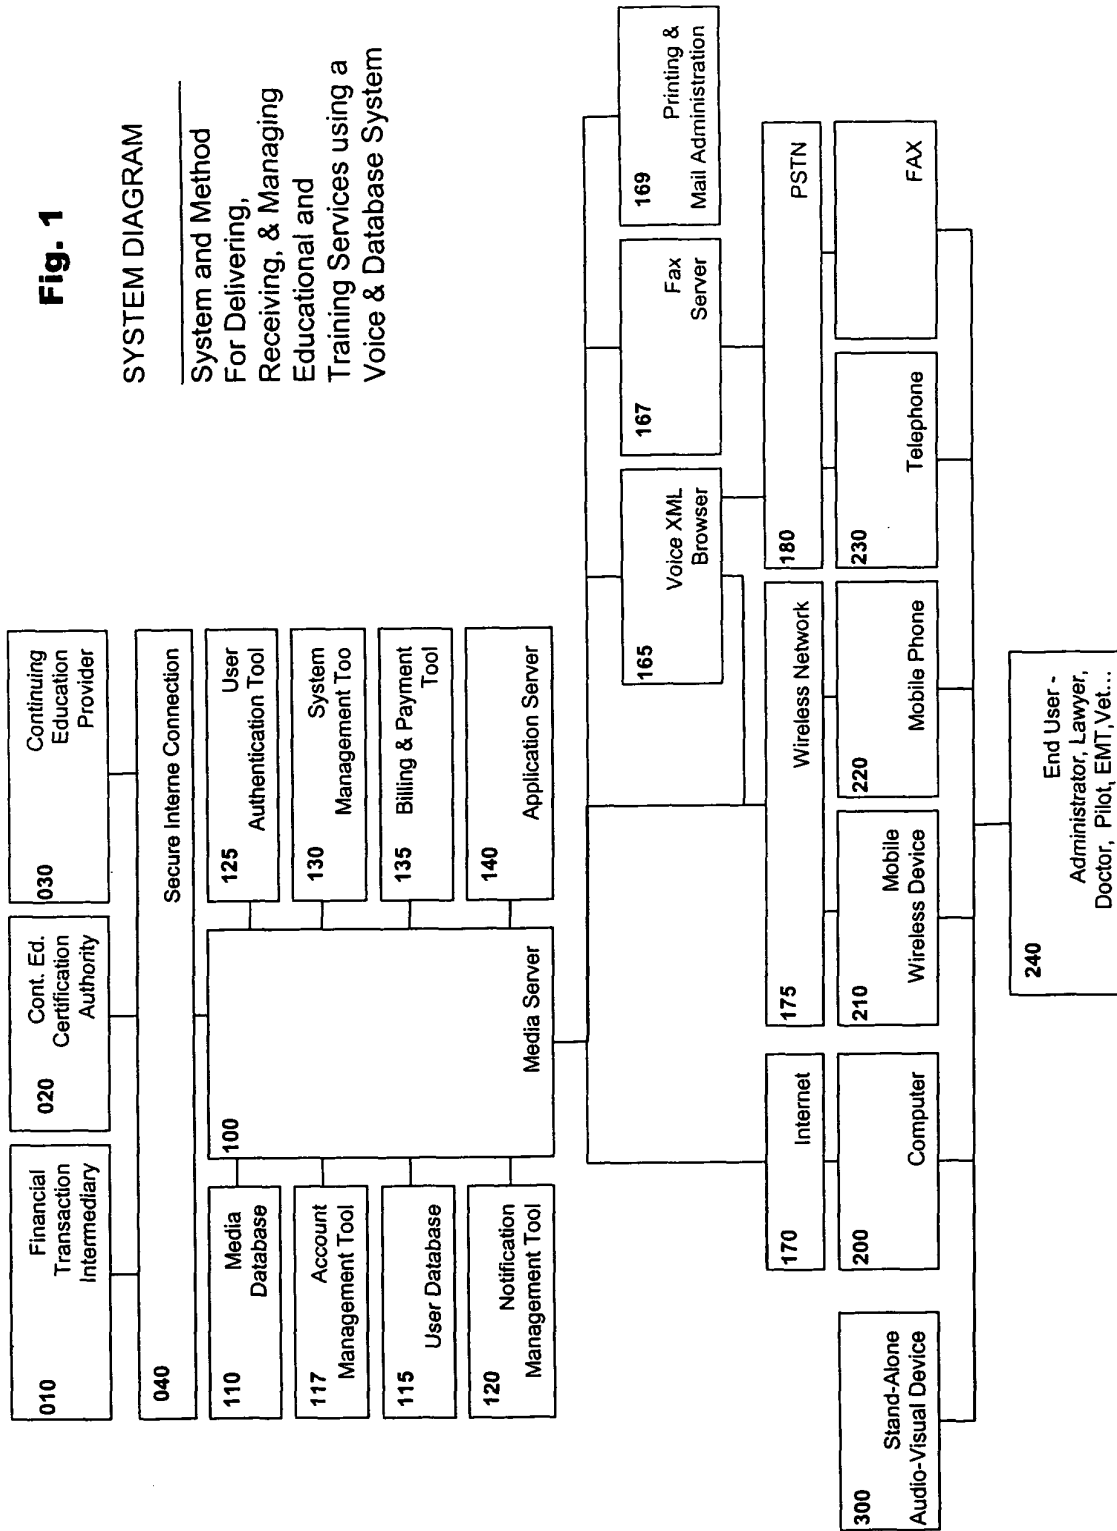 Fig. 1
SYSTEM DIAGRAM
System and Method
For Delivering,
Receiving, & Managing
Educational and
Training Services using a
Voice & Database System
010
Financial
Transaction
Intermediary
020
Cont. Ed.
Certification
Authority
030
Continuing
Education
Provider
040
Secure Interne Connection
110
Media
Database
117
Account
Management Tool
115
User Database
120
Notification
Management Tool
100
Media Server
125
User
Authentication Tool
130
System
Management Too
135
Billing & Payment
Tool
140
Application Server
165
Voice XML
Browser
167
Fax
Server
169
Printing &
Mail Administration
170
Internet
175
Wireless Network
180
PSTN
300
Stand-Alone
Audio-Visual Device
200
Computer
210
Mobile
Wireless Device
220
Mobile Phone
230
Telephone
FAX
240
End User -
Administrator, Lawyer,
Doctor, Pilot, EMT,Vet...